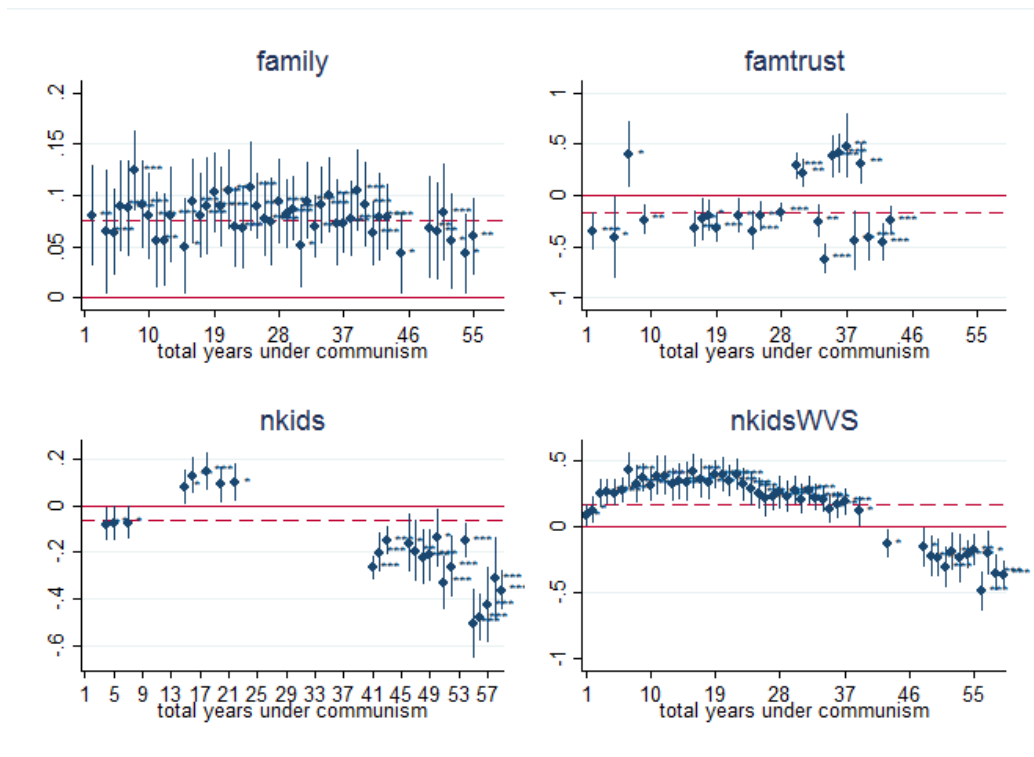 family
.2
.15
.1
.05
0
1 10 19 28 37 46 55
total years under communism
famtrust
1
.5
0
-.5
-1
1 10 19 28 37 46 55
total years under communism
nkids
.2
0
-.2
-.4
-.6
1 5 9 13 17 21 25 29 33 37 41 45 49 53 57
total years under communism
nkidsWVS
.5
0
-.5
-1
1 10 19 28 37 46 55
total years under communism